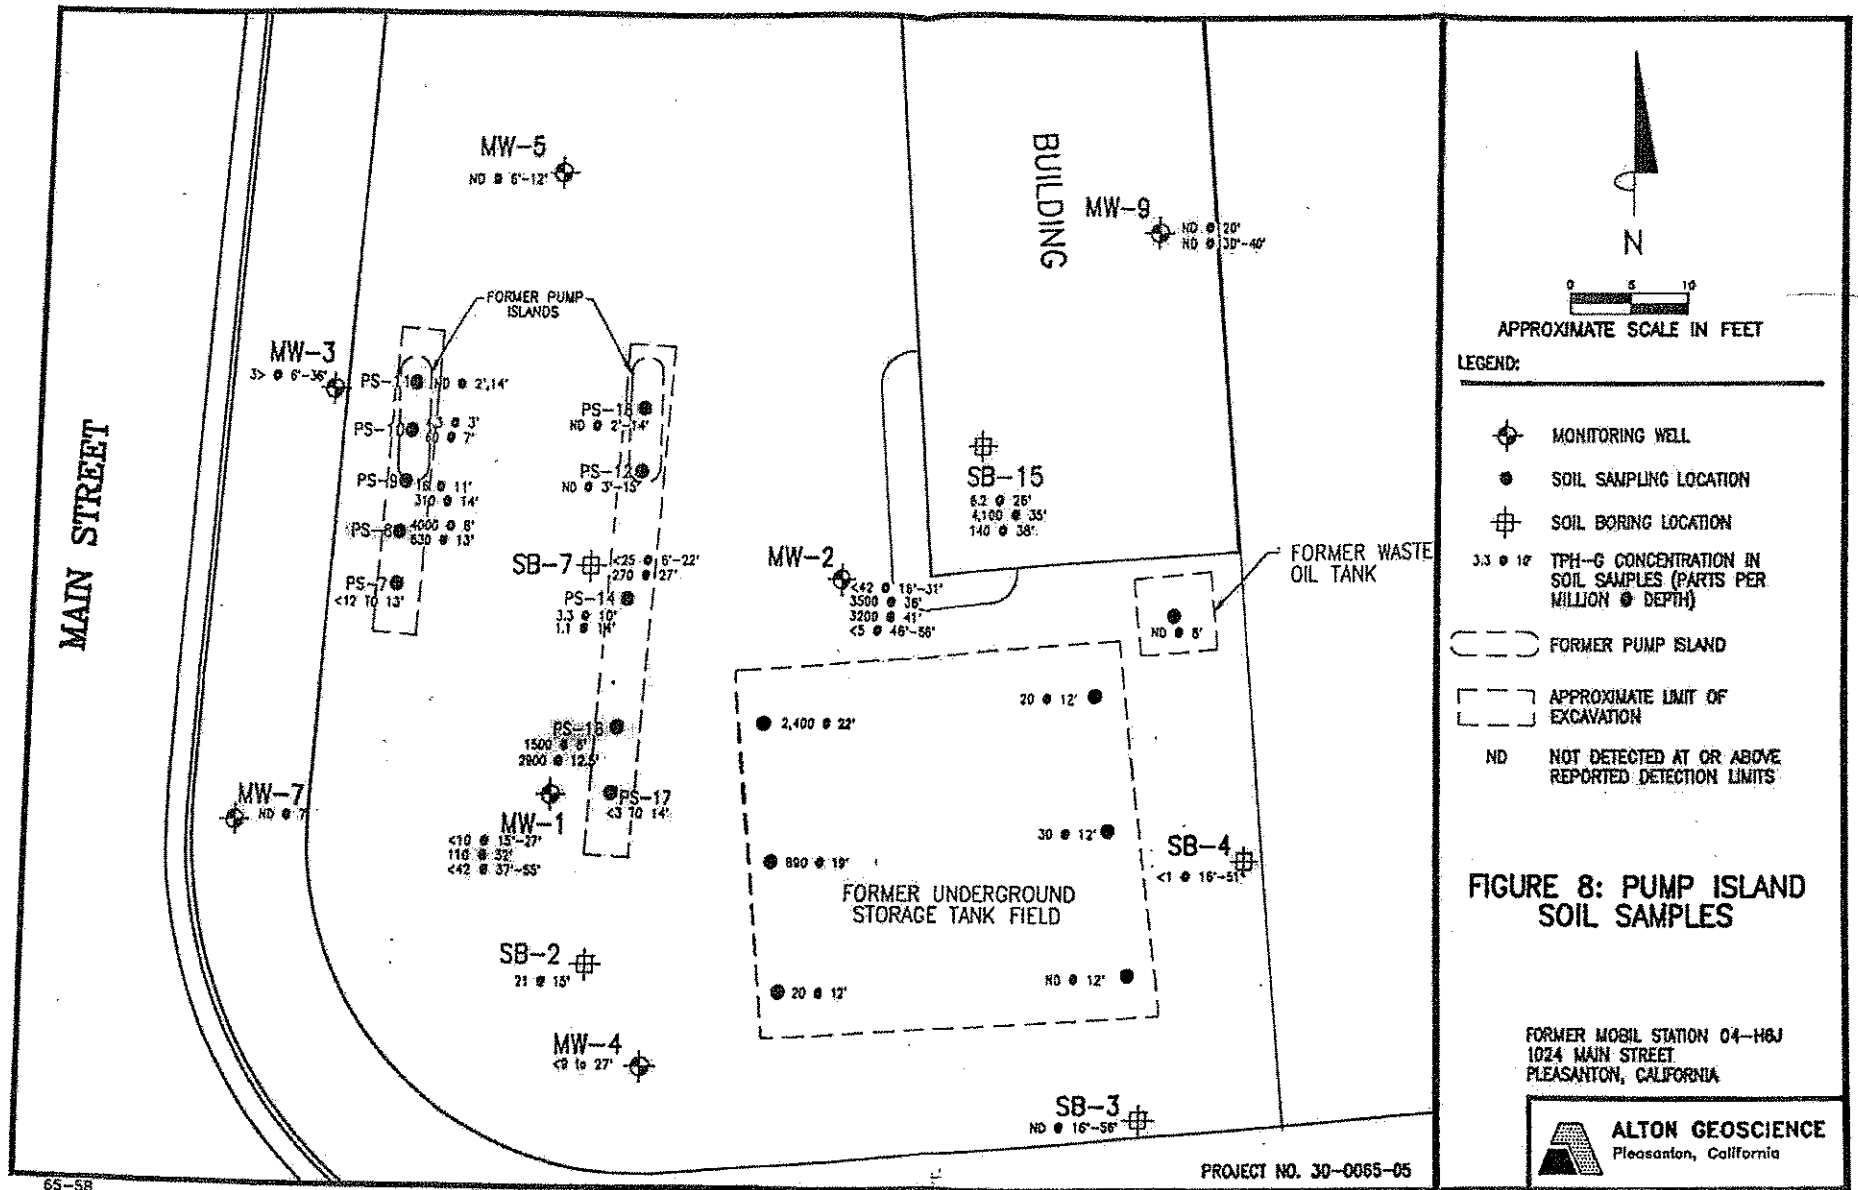 MW-5
ND @ 6'-12'
BUILDING
MW-9
ND @ 20'
ND @ 30'-40'
FORMER PUMP
ISLANDS
MW-3
3> @ 6'-36'
PS-11
ND @ 2',14'
PS-10
@ 3'
60 @ 7'
PS-9
16 @ 11'
310 @ 14'
PS-8
4000 @ 8'
630 @ 13'
PS-7
<12 TO 13'
ND @ 2'-14'
PS-12
ND @ 3'-15'
SB-7
<25 @ 6'-22'
270 @ 27'
PS-14
3.3 @ 10'
1.1 @ 14'
MW-2
<42 @ 16'-31'
3500 @ 36'
3200 @ 41'
<5 @ 46'-56'
SB-15
6.2 @ 26'
4,100 @ 35'
140 @ 38'
FORMER WASTE
OIL TANK
ND @ 8'
MAIN STREET
PS-16
1500 @ 8'
2900 @ 12.5'
PS-17
<3 TO 14'
MW-7
ND @ 7'
MW-1
<10 @ 15'-27'
110 @ 32'
<42 @ 37'-55'
2,400 @ 22'
20 @ 12'
890 @ 19'
30 @ 12'
FORMER UNDERGROUND
STORAGE TANK FIELD
20 @ 12'
ND @ 12'
SB-4
<1 @ 16'-51'
SB-2
21 @ 15'
MW-4
<9 to 27'
SB-3
ND @ 16'-56'
PROJECT NO. 30-0065-05
65-5B
N
0 5 10
APPROXIMATE SCALE IN FEET
LEGEND:
MONITORING WELL
SOIL SAMPLING LOCATION
SOIL BORING LOCATION
3.3 @ 10' TPH-G CONCENTRATION IN
SOIL SAMPLES (PARTS PER
MILLION @ DEPTH)
FORMER PUMP ISLAND
APPROXIMATE LIMIT OF
EXCAVATION
ND NOT DETECTED AT OR ABOVE
REPORTED DETECTION LIMITS
FIGURE 8: PUMP ISLAND
SOIL SAMPLES
FORMER MOBIL STATION 04-H6J
1024 MAIN STREET
PLEASANTON, CALIFORNIA
ALTON GEOSCIENCE
Pleasanton, California